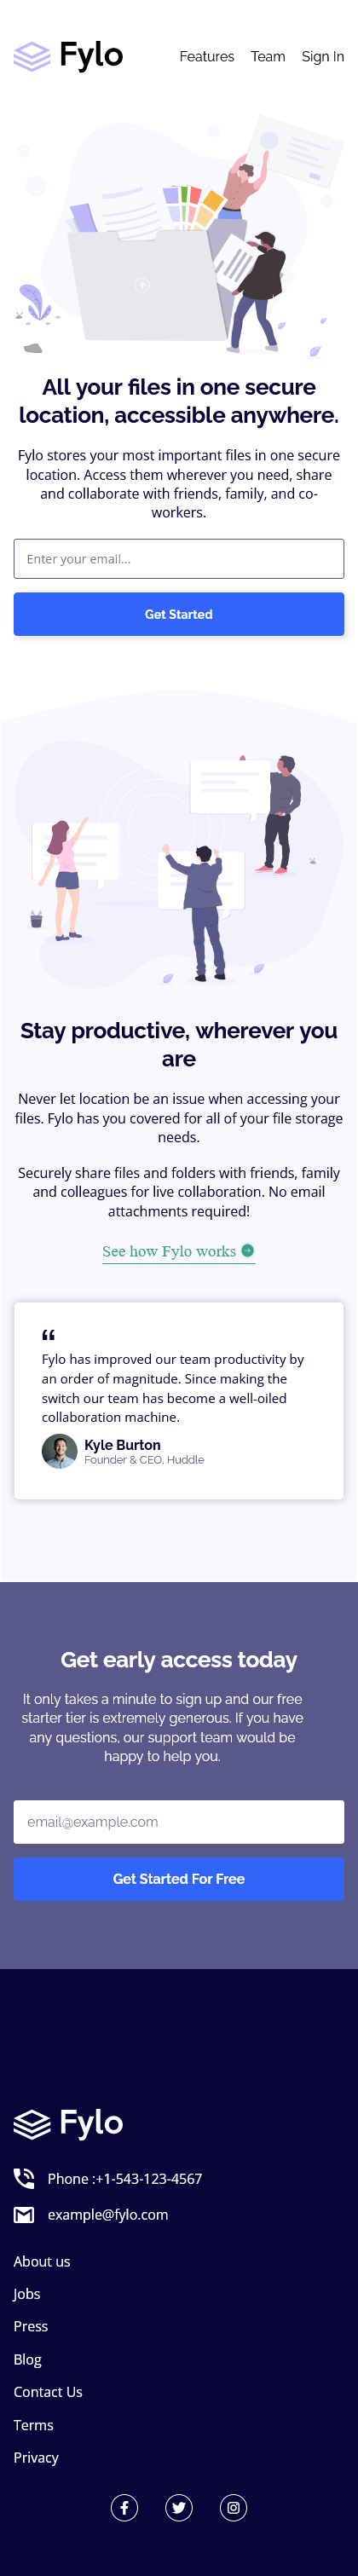 Fylo
Features Team Sign In
All your files in one secure
location, accessible anywhere.
Fylo stores your most important files in one secure
location. Access them wherever you need, share
and collaborate with friends, family, and co-
workers.
Enter your email...
Get Started
Stay productive, wherever you
are
Never let location be an issue when accessing your
files. Fylo has you covered for all of your file storage
needs.
Securely share files and folders with friends, family
and colleagues for live collaboration. No email
attachments required!
See how Fylo works
“
Fylo has improved our team productivity by
an order of magnitude. Since making the
switch our team has become a well-oiled
collaboration machine.
Kyle Burton
Founder & CEO, Huddle
Get early access today
It only takes a minute to sign up and our free
starter tier is extremely generous. If you have
any questions, our support team would be
happy to help you.
email@example.com
Get Started For Free
Fylo
Phone :+1-543-123-4567
example@fylo.com
About us
Jobs
Press
Blog
Contact Us
Terms
Privacy